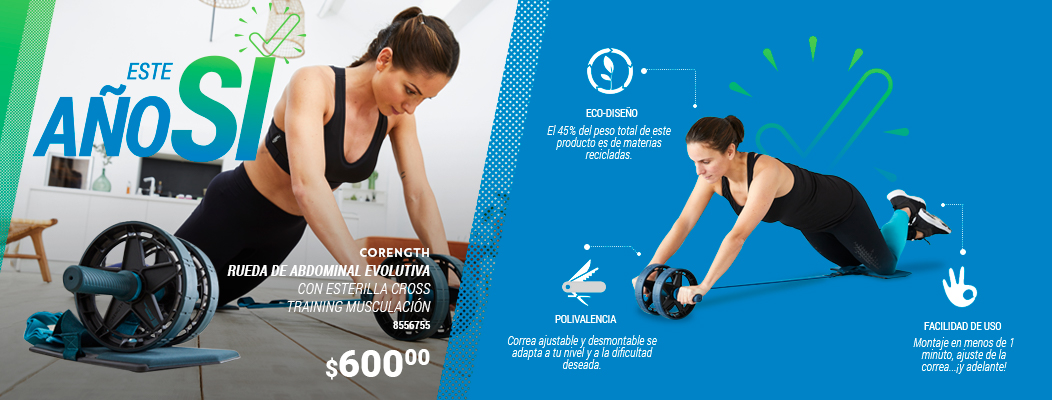 ESTE
AÑO SÍ
CORENGTH
RUEDA DE ABDOMINAL EVOLUTIVA
CON ESTERILLA CROSS
TRAINING MUSCULACIÓN
8556755
$600⁰⁰
ECO-DISEÑO
El 45% del peso total de este
producto es de materias
recicladas.
POLIVALENCIA
Correa ajustable y desmontable se
adapta a tu nivel y a la dificultad
deseada.
FACILIDAD DE USO
Montaje en menos de 1
minuto, ajuste de la
correa...¡y adelante!